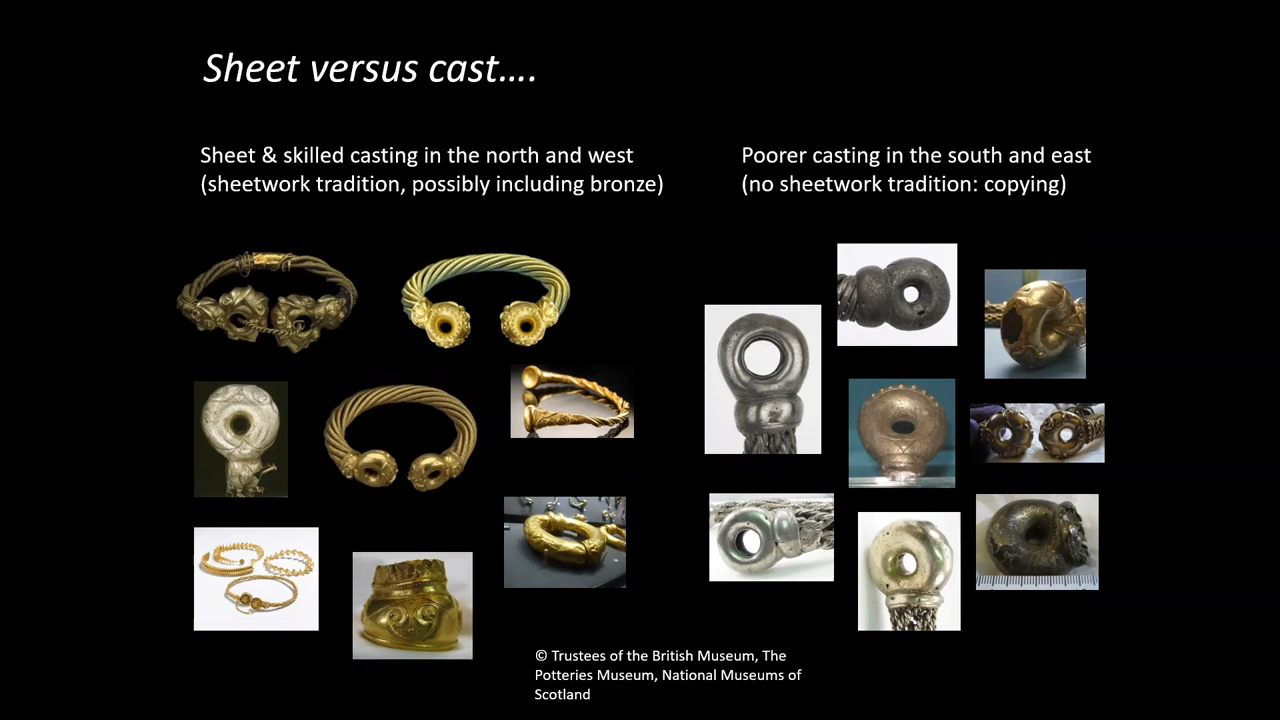 Sheet versus cast....
Sheet & skilled casting in the north and west
(sheetwork tradition, possibly including bronze)
Poorer casting in the south and east
(no sheetwork tradition: copying)
© Trustees of the British Museum, The
Potteries Museum, National Museums of
Scotland